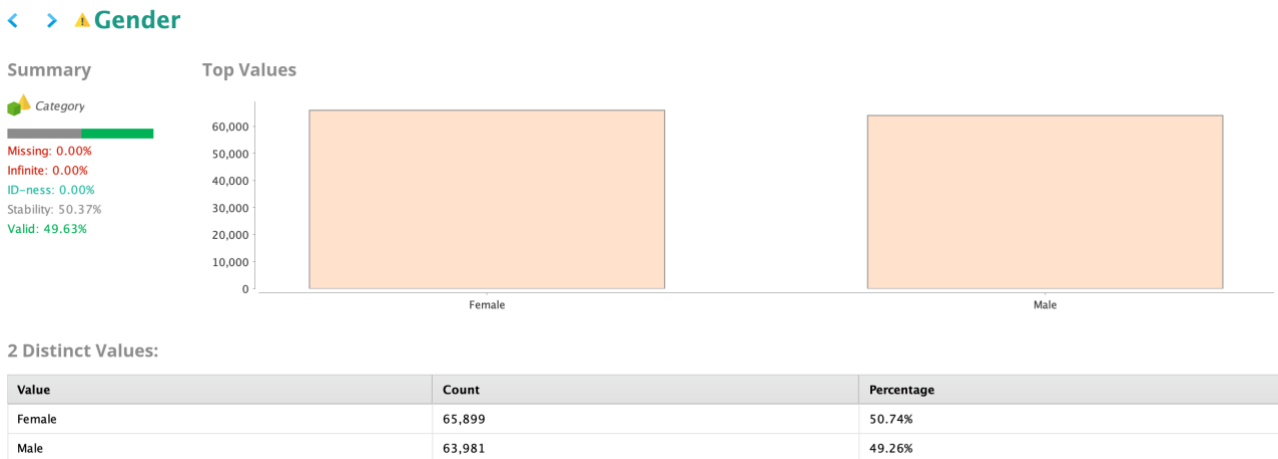 Gender
Summary
Top Values
Category
Missing: 0.00%
Infinite: 0.00%
ID-ness: 0.00%
Stability: 50.37%
Valid: 49.63%
60,000
50,000
40,000
30,000
20,000
10,000
0
Female Male
2 Distinct Values:
Value Count Percentage
Female 65,899 50.74%
Male 63,981 49.26%